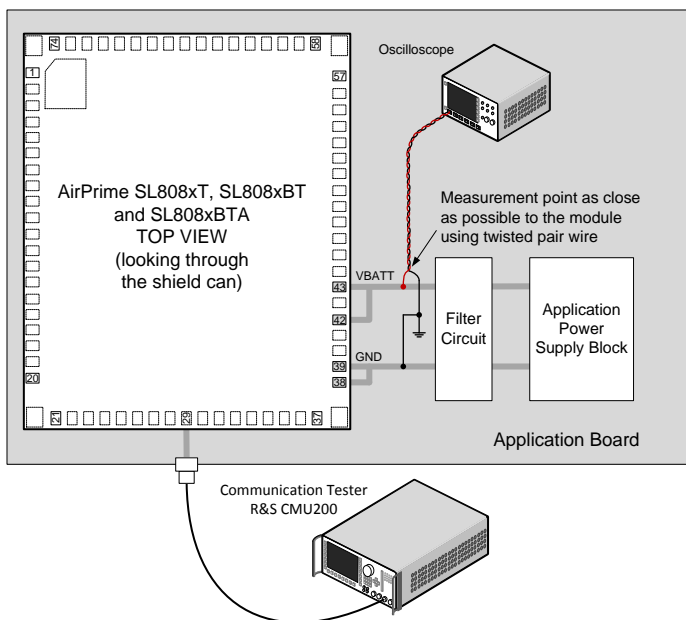 74
58
1
57
Oscilloscope
AirPrime SL808xT, SL808xBT
and SL808xBTA
TOP VIEW
(looking through
the shield can)
Measurement point as close
as possible to the module
using twisted pair wire
VBATT
43
42
Filter
Circuit
Application
Power
Supply Block
GND
39
38
20
21
29
37
Application Board
Communication Tester
R&S CMU200